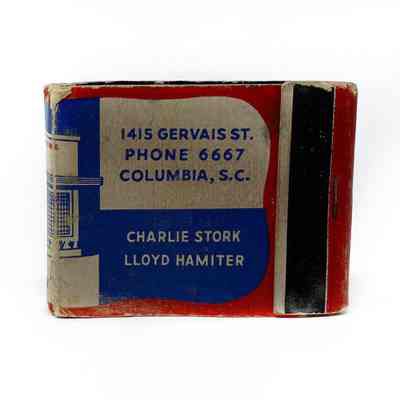 1415 GERVAIS ST.
PHONE 6667
COLUMBIA, S.C.
CHARLIE STORK
LLOYD HAMITER